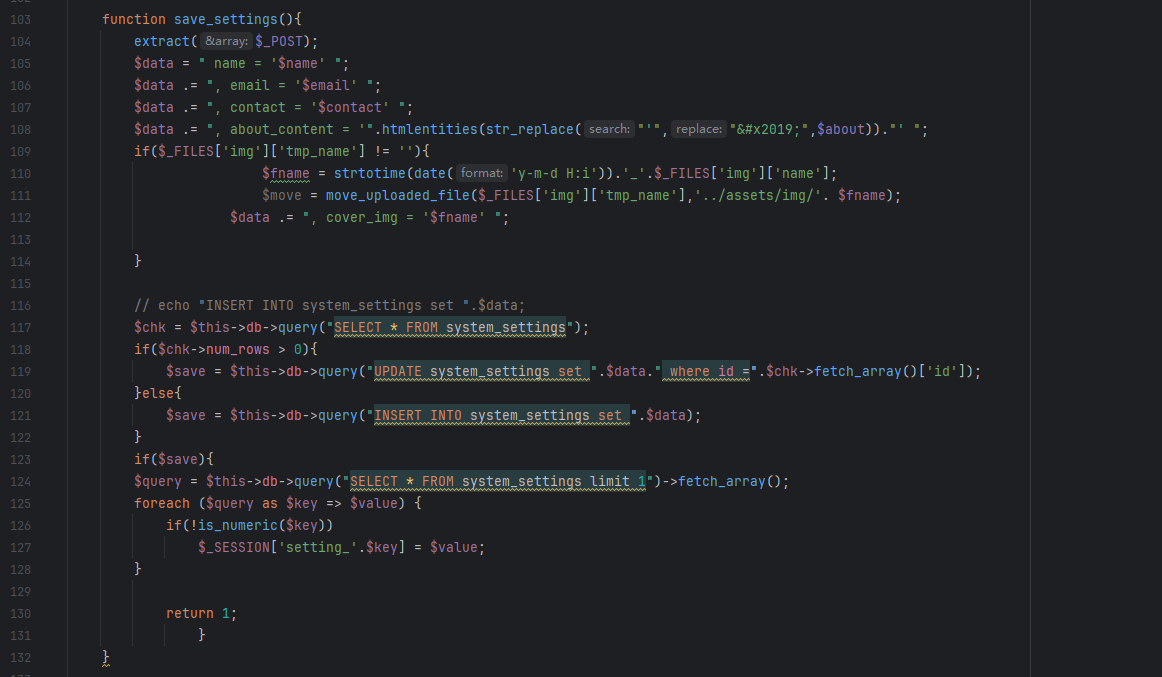 103 function save_settings(){
104 extract( &array: $_POST);
105 $data = " name = '$name' ";
106 $data .= ", email = '$email' ";
107 $data .= ", contact = '$contact' ";
108 $data .= ", about_content = '".htmlentities(str_replace( search: "'", replace: "&#x2019;",$about))."' ";
109 if($_FILES['img']['tmp_name'] != ''){
110 $fname = strtotime(date( format: 'y-m-d H:i')).'_'.$_FILES['img']['name'];
111 $move = move_uploaded_file($_FILES['img']['tmp_name'],'../assets/img/'. $fname);
112 $data .= ", cover_img = '$fname' ";
113
114 }
115
116 // echo "INSERT INTO system_settings set ".$data;
117 $chk = $this->db->query("SELECT * FROM system_settings");
118 if($chk->num_rows > 0){
119 $save = $this->db->query("UPDATE system_settings set ".$data." where id =".$chk->fetch_array()['id']);
120 }else{
121 $save = $this->db->query("INSERT INTO system_settings set ".$data);
122 }
123 if($save){
124 $query = $this->db->query("SELECT * FROM system_settings limit 1")->fetch_array();
125 foreach ($query as $key => $value) {
126 if(!is_numeric($key))
127 $_SESSION['setting_'.$key] = $value;
128 }
129
130 return 1;
131 }
132 }